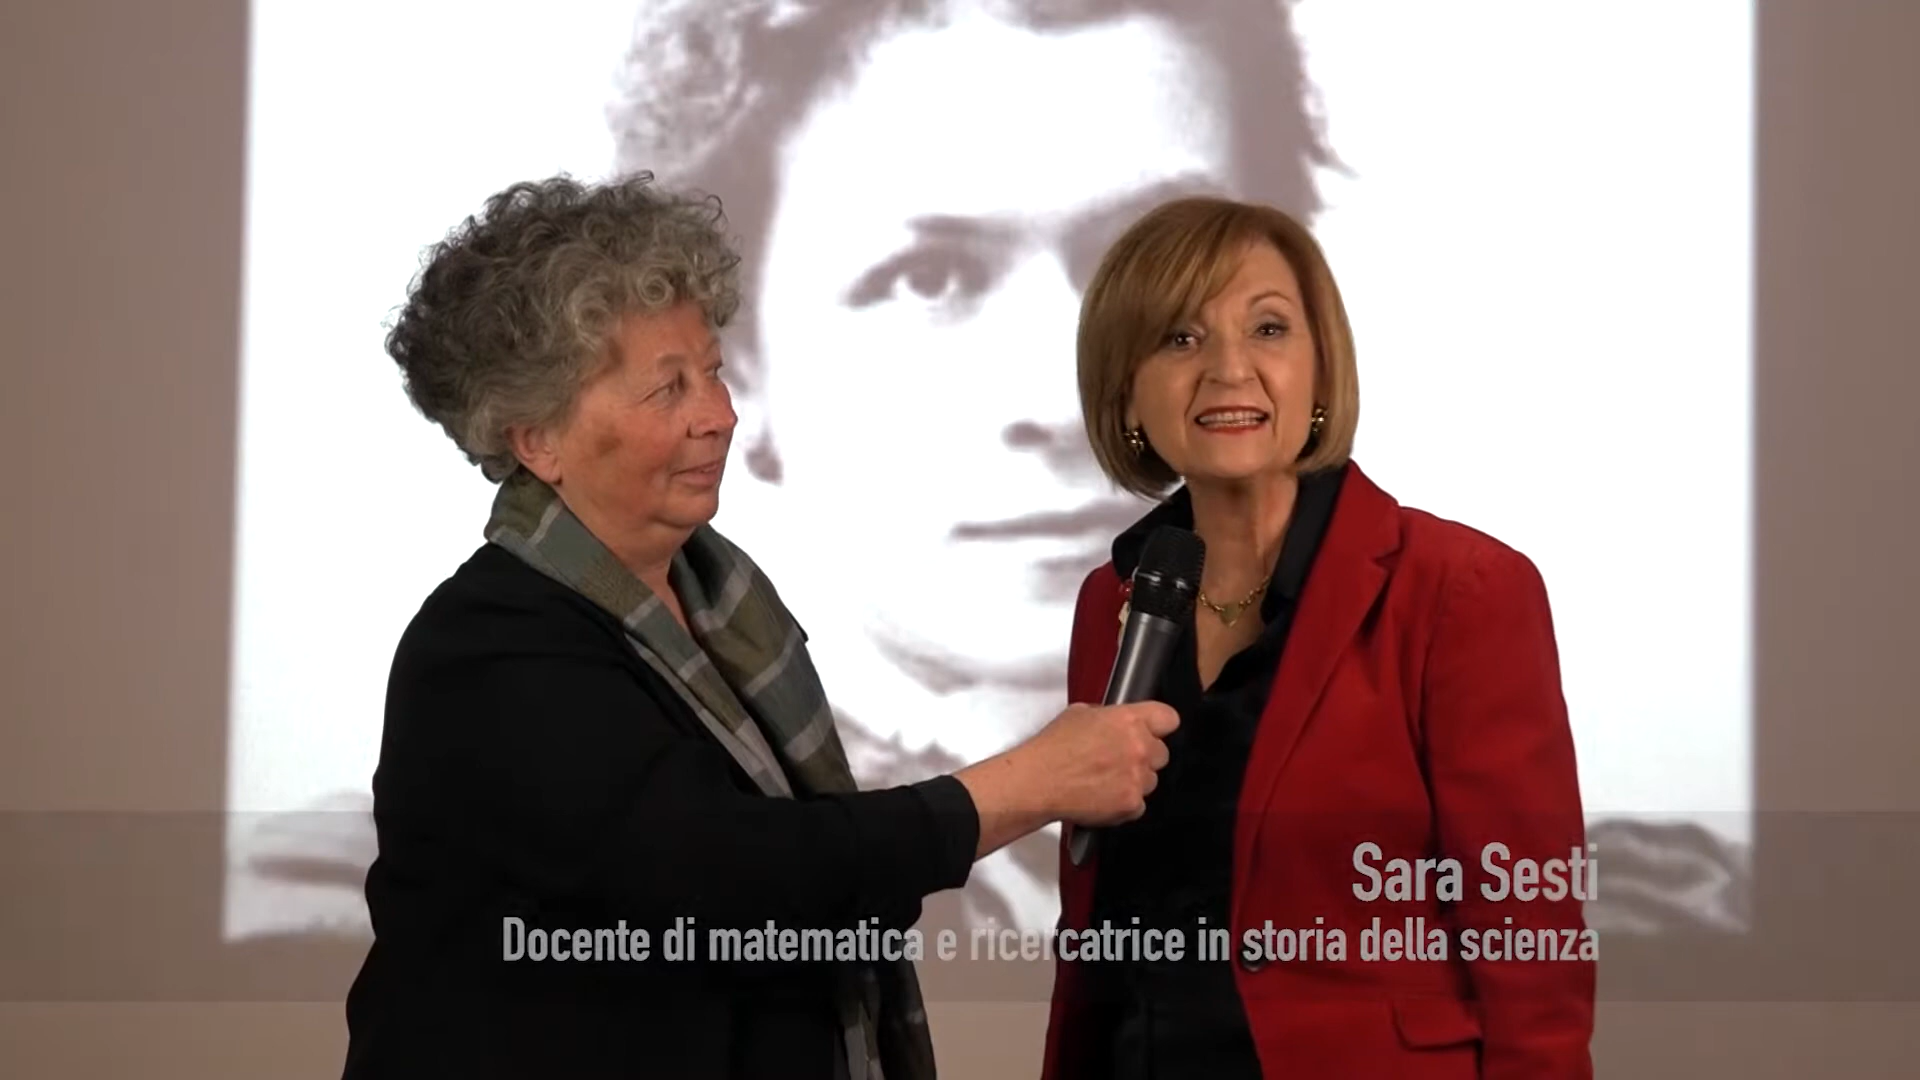 Sara Sesti
Docente di matematica e ricercatrice in storia della scienza